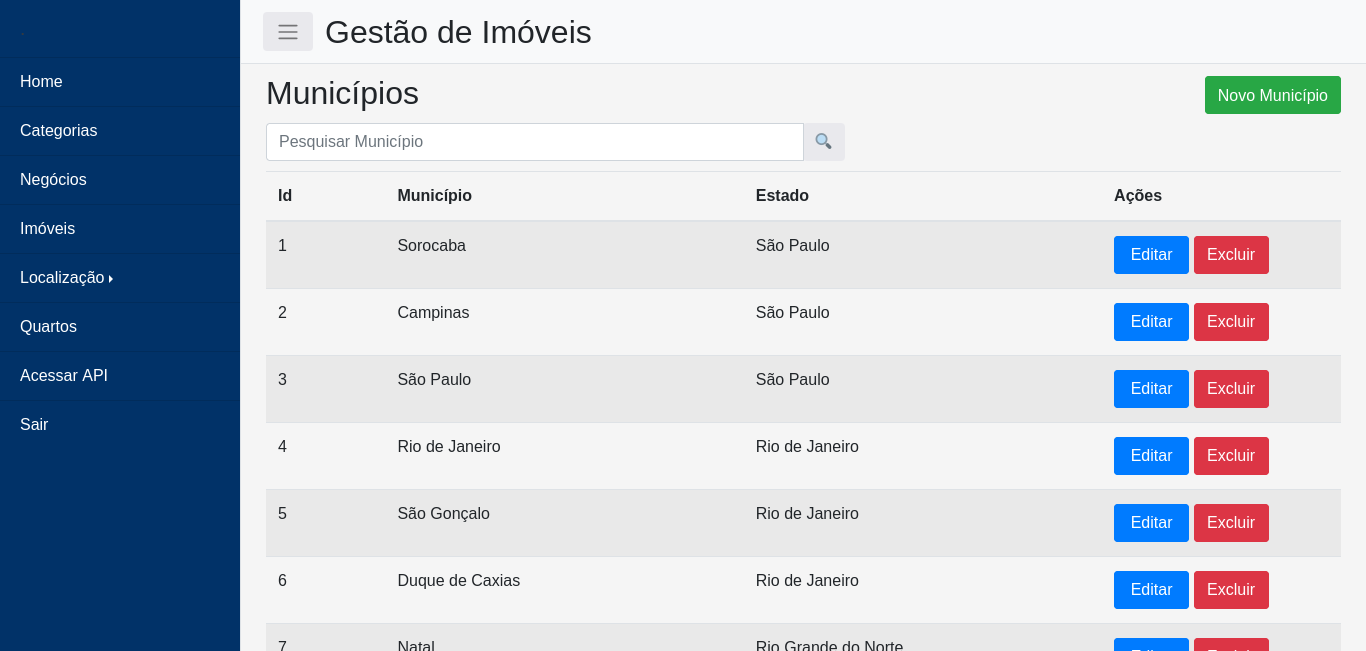 Gestão de Imóveis
Home
Categorias
Negócios
Imóveis
Localização
Quartos
Acessar API
Sair
Municípios
Novo Município
Pesquisar Município
Id Município Estado Ações
1 Sorocaba São Paulo Editar Excluir
2 Campinas São Paulo Editar Excluir
3 São Paulo São Paulo Editar Excluir
4 Rio de Janeiro Rio de Janeiro Editar Excluir
5 São Gonçalo Rio de Janeiro Editar Excluir
6 Duque de Caxias Rio de Janeiro Editar Excluir
7 Natal Rio Grande do Norte